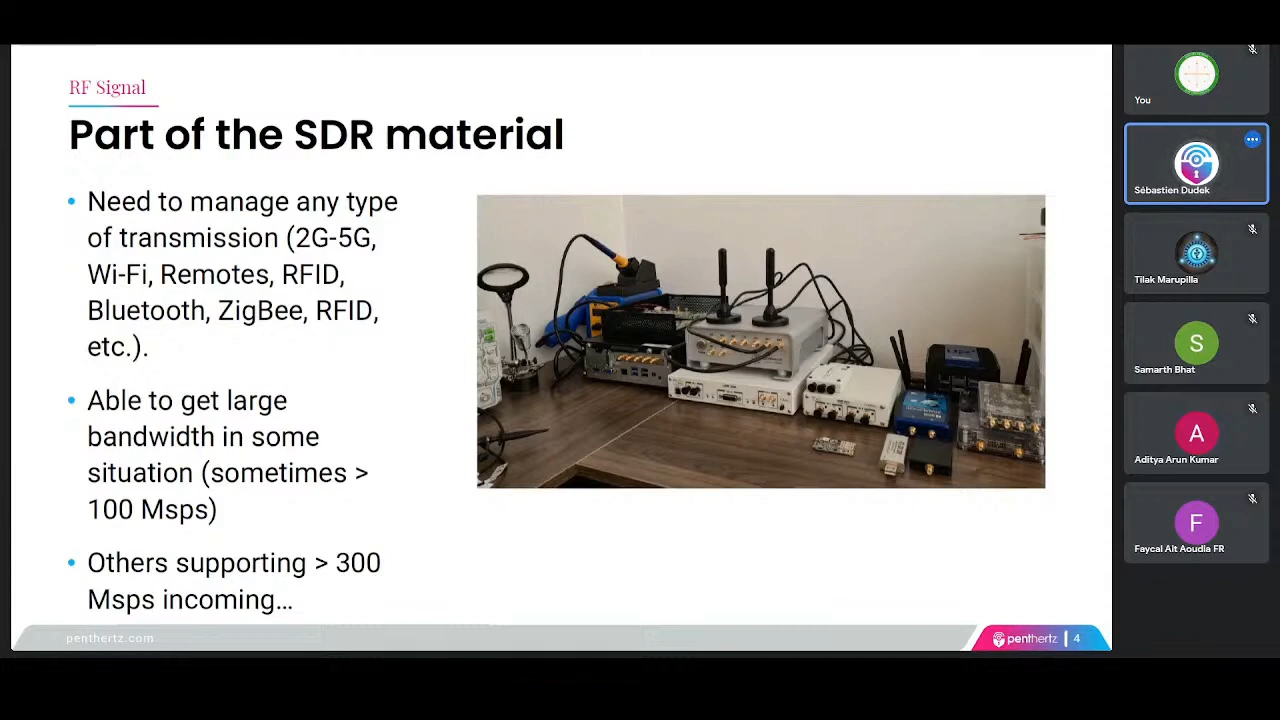 RF Signal
Part of the SDR material
• Need to manage any type
of transmission (2G-5G,
Wi-Fi, Remotes, RFID,
Bluetooth, ZigBee, RFID,
etc.).
• Able to get large
bandwidth in some
situation (sometimes >
100 Msps)
• Others supporting > 300
Msps incoming...
penthertz.com
penthertz | 4
You
Sébastien Dudek
Tilak Marupilla
S
Samarth Bhat
A
Aditya Arun Kumar
F
Faycal Aît Aoudia FR